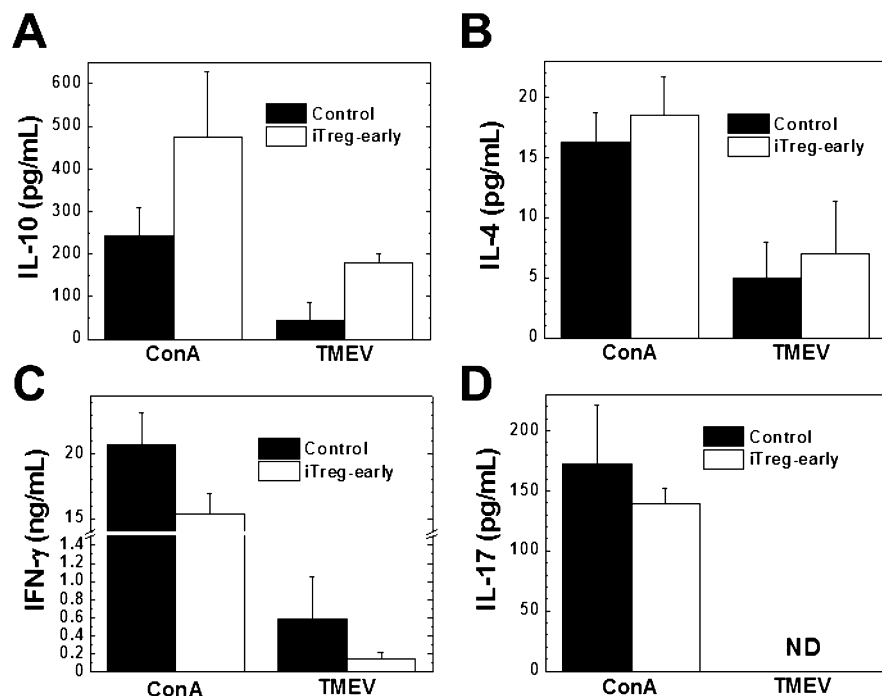 A
IL-10 (pg/mL)
600
500
400
300
200
100
0
Control
iTreg-early
ConA TMEV
B
IL-4 (pg/mL)
20
15
10
5
0
Control
iTreg-early
ConA TMEV
C
IFN-γ (ng/mL)
20
15
1.4
1.2
1.0
0.8
0.6
0.4
0.2
0
Control
iTreg-early
ConA TMEV
D
IL-17 (pg/mL)
200
150
100
50
0
Control
iTreg-early
ND
ConA TMEV